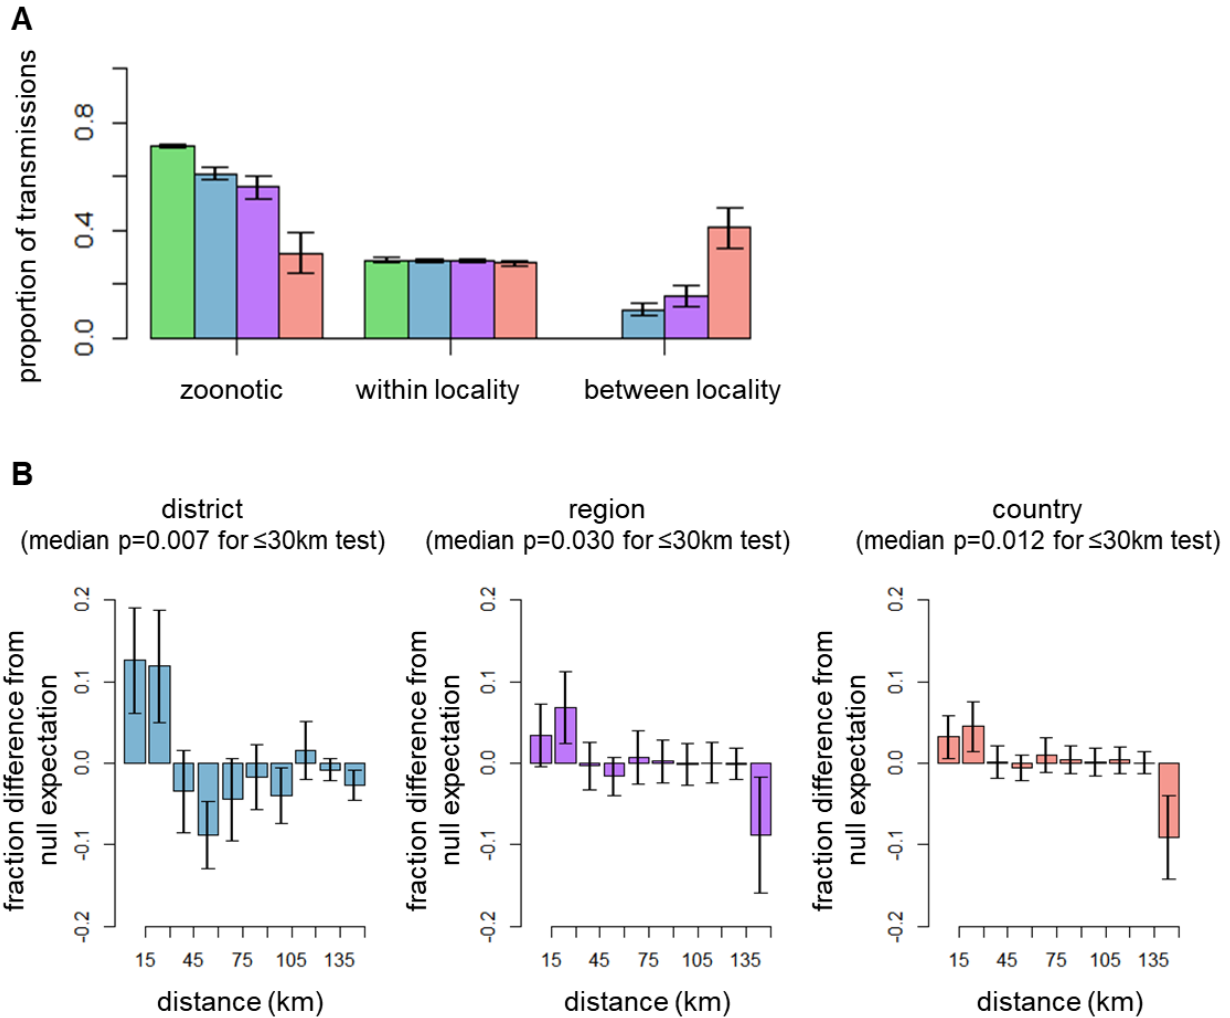 A
proportion of transmissions
0.8
0.4
0.0
zoonotic within locality between locality
B
district
(median p=0.007 for ≤30km test)
fraction difference from
null expectation
0.2
0.1
0.0
-0.1
-0.2
15 45 75 105 135
distance (km)
region
(median p=0.030 for ≤30km test)
fraction difference from
null expectation
0.2
0.1
0.0
-0.1
-0.2
15 45 75 105 135
distance (km)
country
(median p=0.012 for ≤30km test)
fraction difference from
null expectation
0.2
0.1
0.0
-0.1
-0.2
15 45 75 105 135
distance (km)